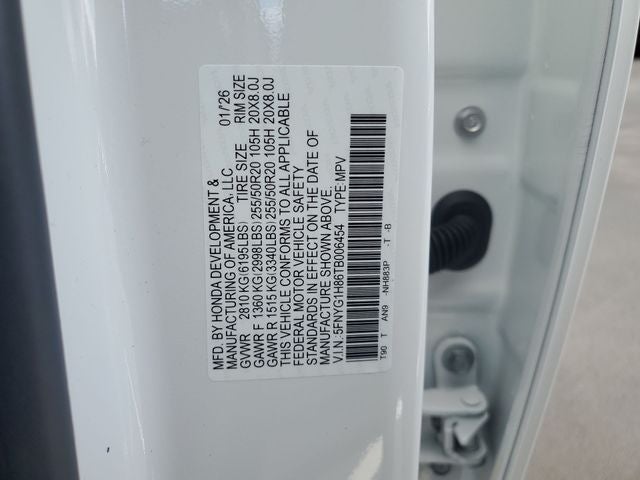 MFD. BY HONDA DEVELOPMENT & 01/'26
MANUFACTURING OF AMERICA, LLC
GVWR 2810 KG(6195LBS) TIRE SIZE RIM SIZE
GAWR F 1360 KG(2998LBS)255/50R20 105H 20X8.0J
GAWR R 1515 KG(3340LBS)255/50R20 105H 20X8.0J
THIS VEHICLE CONFORMS TO ALL APPLICABLE
FEDERAL MOTOR VEHICLE SAFETY
STANDARDS IN EFFECT ON THE DATE OF
MANUFACTURE SHOWN ABOVE.
V.I.N.:5FNYG1H86TB006454 TYPE:MPV
T90 T AN9 -NH883P -T -B